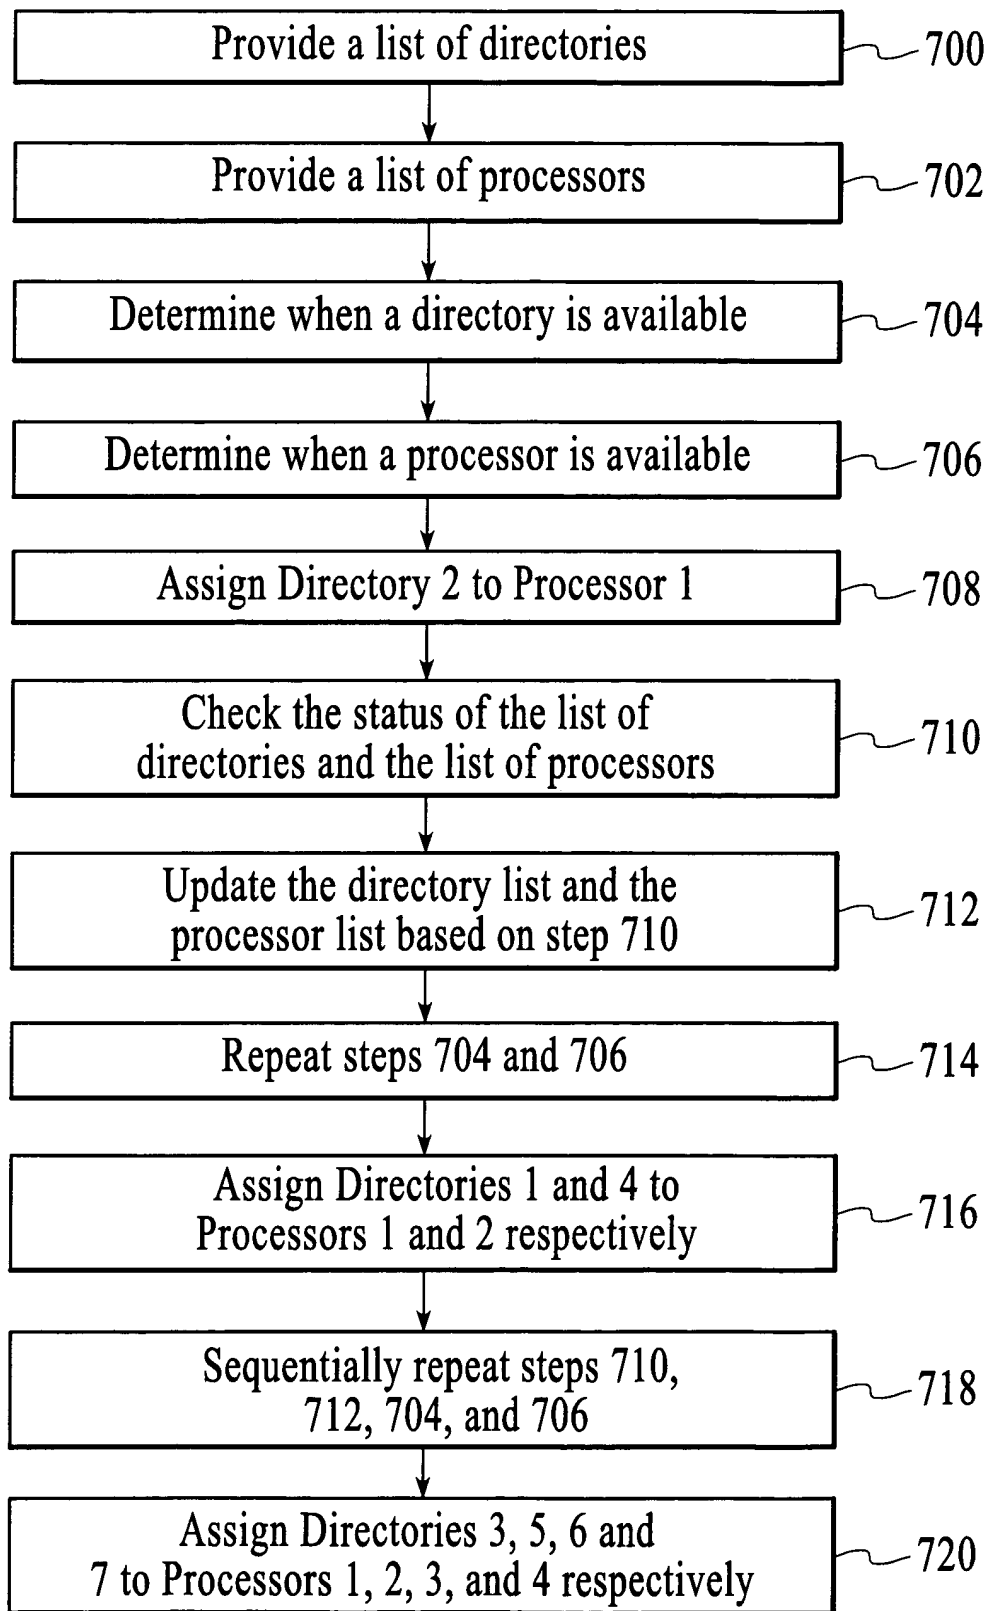 Provide a list of directories
700
Provide a list of processors
702
Determine when a directory is available
704
Determine when a processor is available
706
Assign Directory 2 to Processor 1
708
Check the status of the list of
directories and the list of processors
710
Update the directory list and the
processor list based on step 710
712
Repeat steps 704 and 706
714
Assign Directories 1 and 4 to
Processors 1 and 2 respectively
716
Sequentially repeat steps 710,
712, 704, and 706
718
Assign Directories 3, 5, 6 and
7 to Processors 1, 2, 3, and 4 respectively
720